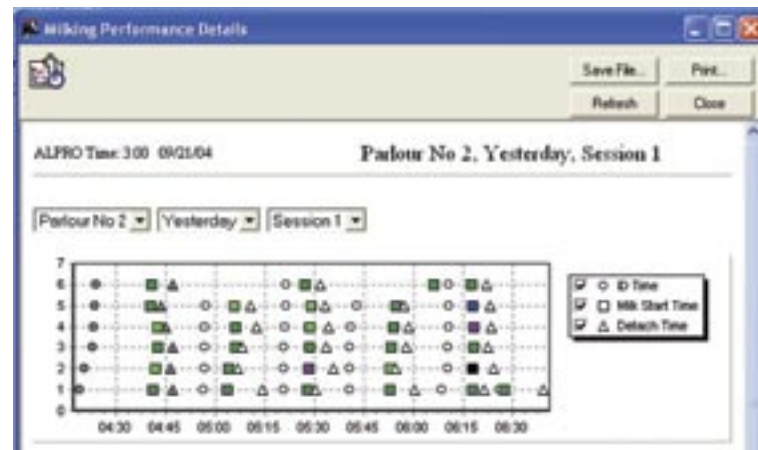 Milking Performance Details
Save File... Print...
Refresh Close
ALPRO Time: 3:00 09/21/04 Parlour No 2, Yesterday, Session 1
Parlour No 2 Yesterday Session 1
7
6
5
4
3
2
1
0
04:30 04:45 05:00 05:15 05:30 05:45 06:00 06:15 06:30
ID Time
Milk Start Time
Detach Time